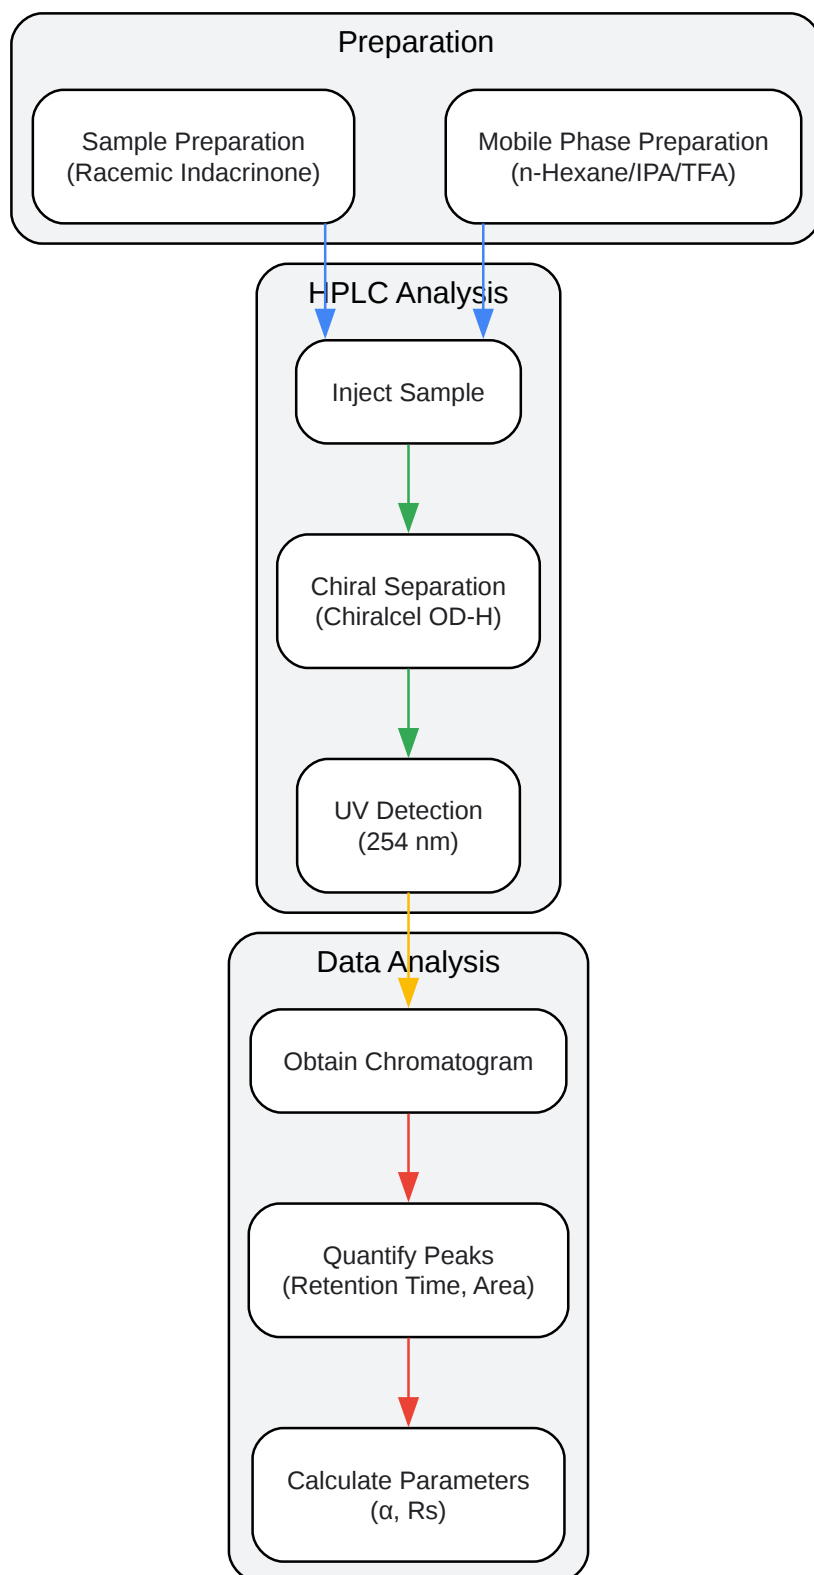 Preparation
Sample Preparation
(Racemic Indacrinone)
Mobile Phase Preparation
(n-Hexane/IPA/TFA)
HPLC Analysis
Inject Sample
Chiral Separation
(Chiralcel OD-H)
UV Detection
(254 nm)
Data Analysis
Obtain Chromatogram
Quantify Peaks
(Retention Time, Area)
Calculate Parameters
(α, Rs)